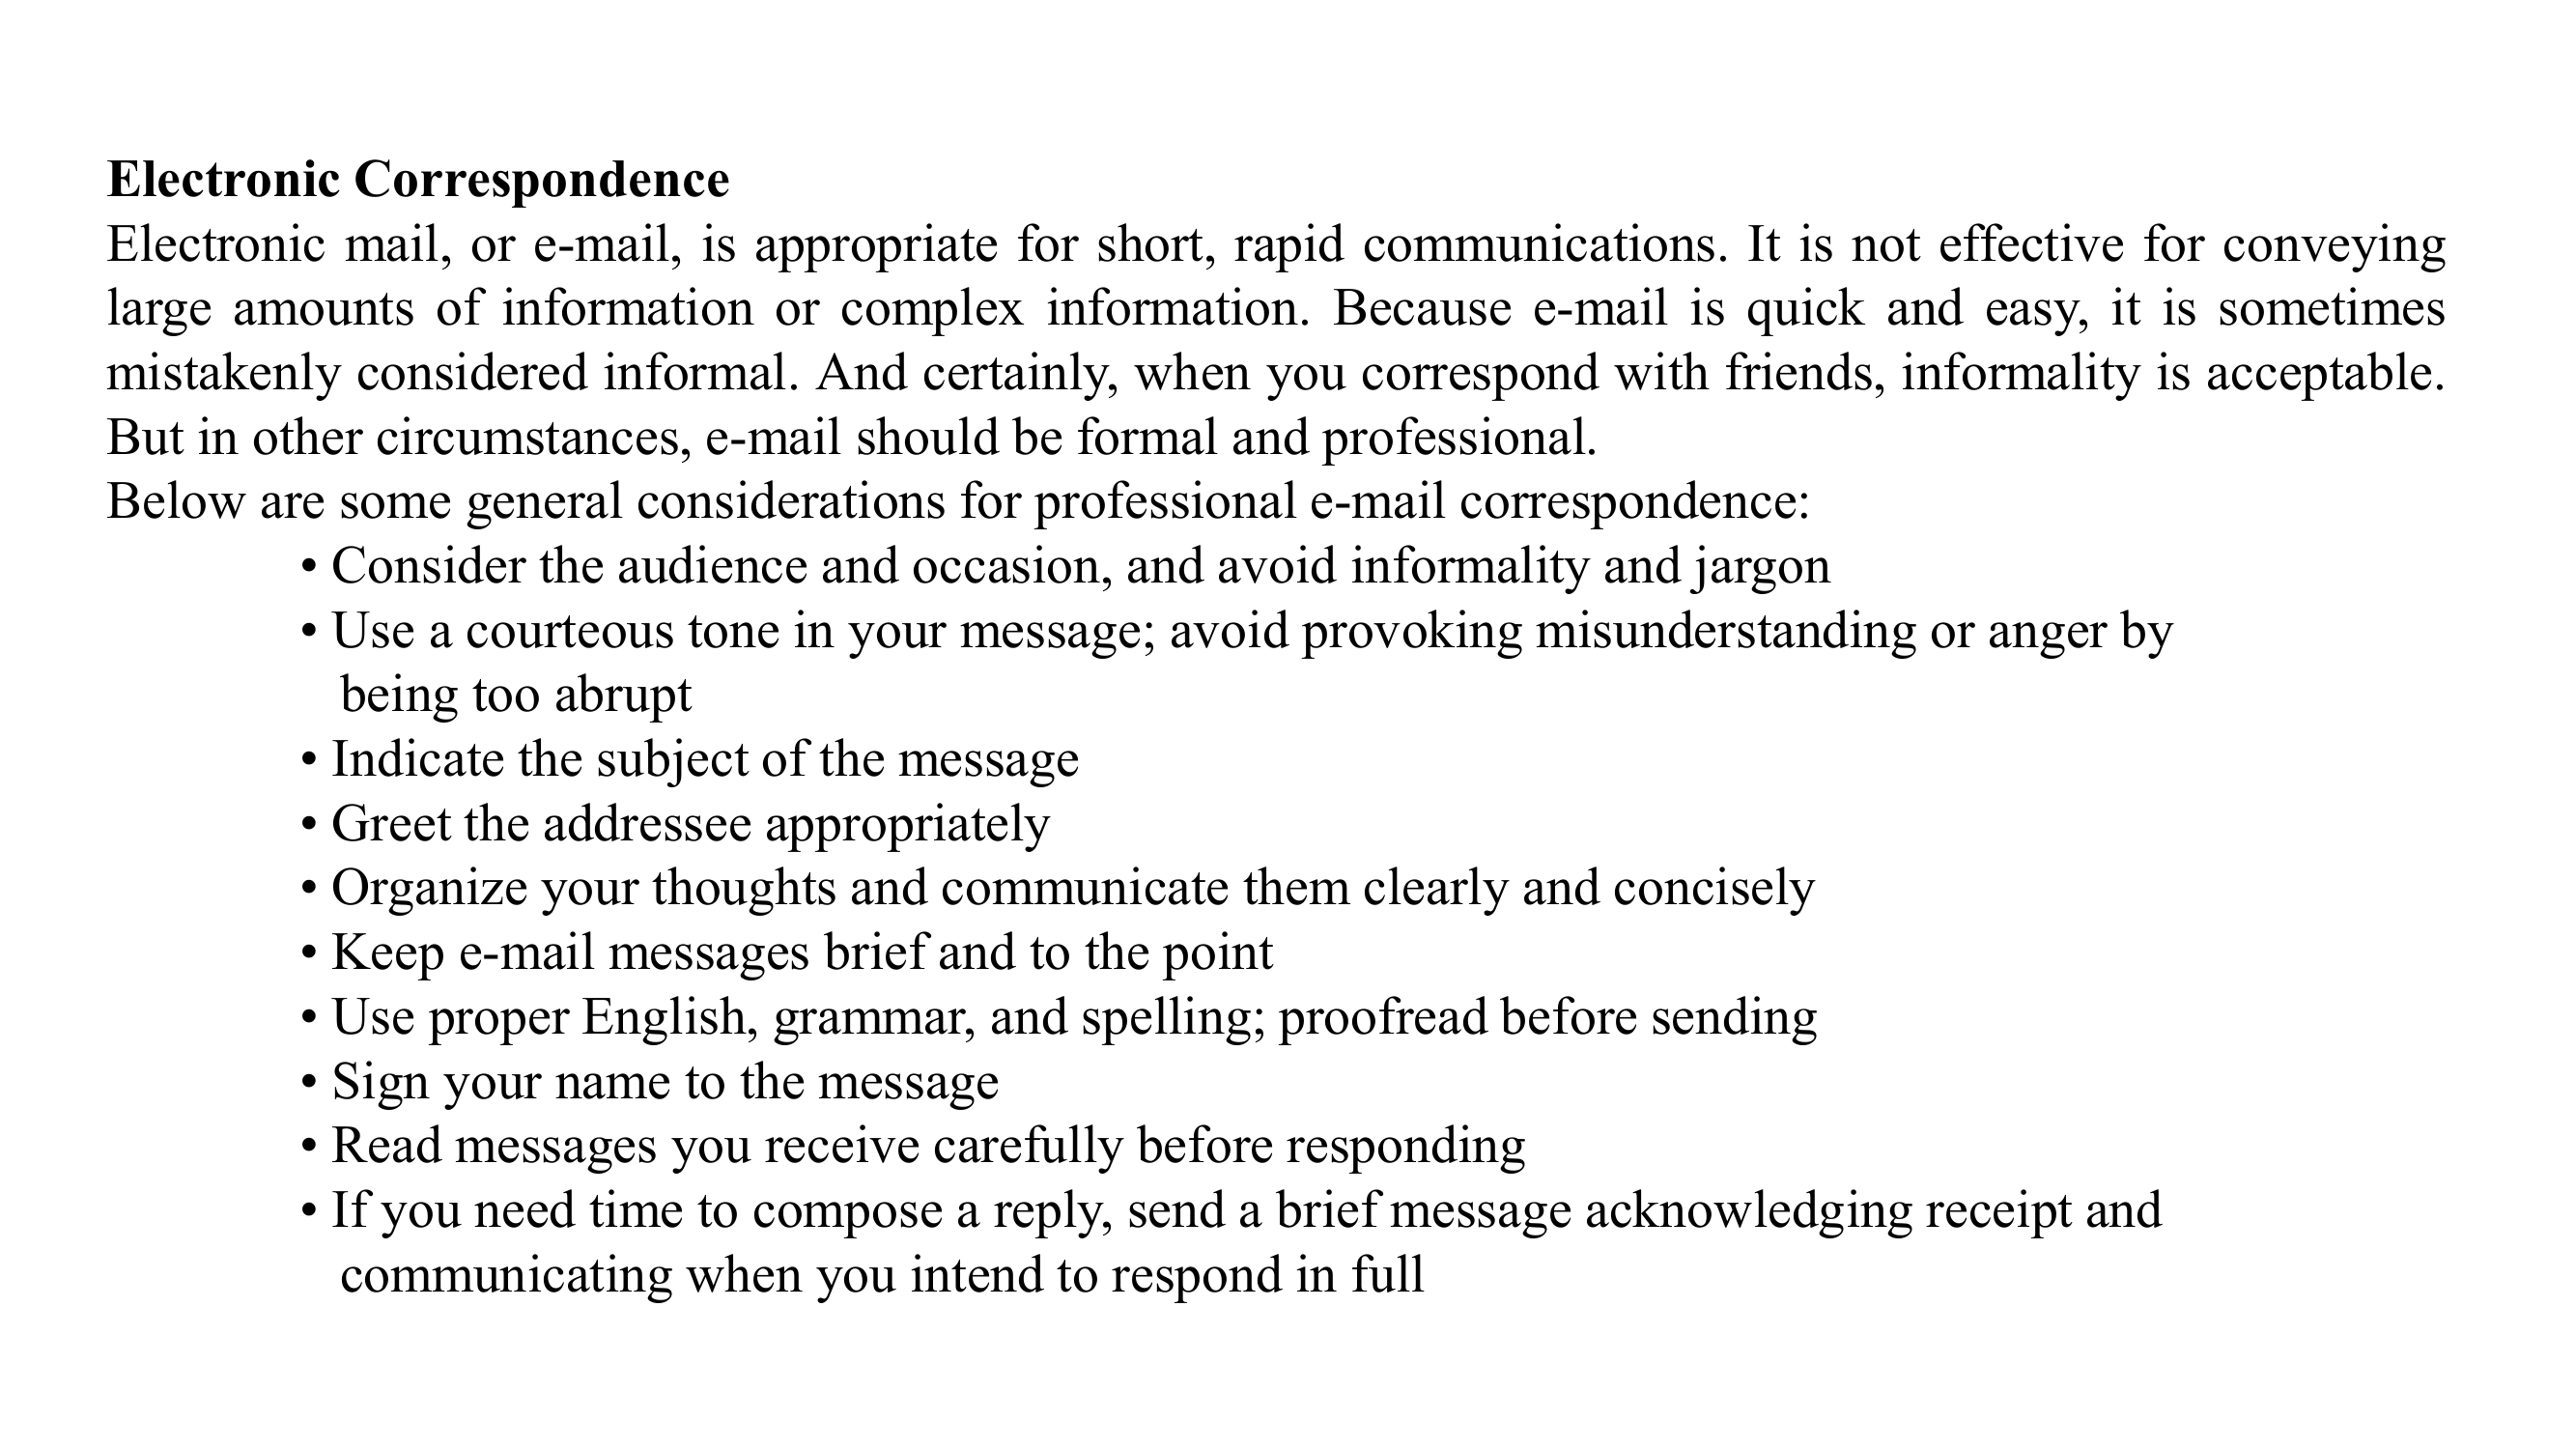 Electronic Correspondence
Electronic mail, or e-mail, is appropriate for short, rapid communications. It is not effective for conveying
large amounts of information or complex information. Because e-mail is quick and easy, it is sometimes
mistakenly considered informal. And certainly, when you correspond with friends, informality is acceptable.
But in other circumstances, e-mail should be formal and professional.
Below are some general considerations for professional e-mail correspondence:
• Consider the audience and occasion, and avoid informality and jargon
• Use a courteous tone in your message; avoid provoking misunderstanding or anger by
being too abrupt
• Indicate the subject of the message
• Greet the addressee appropriately
• Organize your thoughts and communicate them clearly and concisely
• Keep e-mail messages brief and to the point
• Use proper English, grammar, and spelling; proofread before sending
• Sign your name to the message
• Read messages you receive carefully before responding
• If you need time to compose a reply, send a brief message acknowledging receipt and
communicating when you intend to respond in full